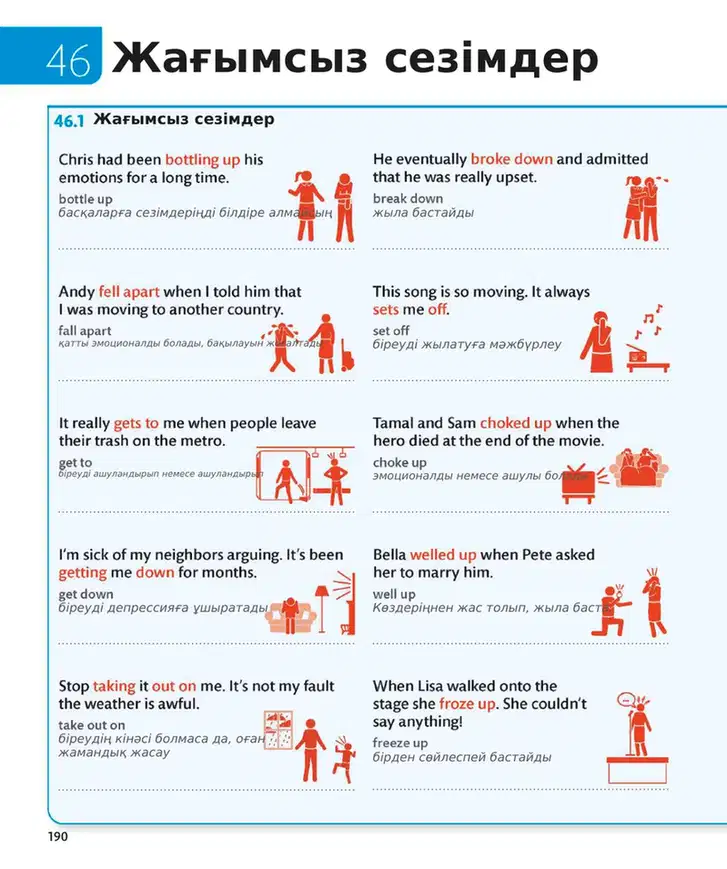 46 Жағымсыз сезімдер
46.1 Жағымсыз сезімдер
Chris had been bottling up his
emotions for a long time.
bottle up
басқаларға сезімдеріңді білдіре алмайсың
He eventually broke down and admitted
that he was really upset.
break down
жыла бастайды
Andy fell apart when I told him that
I was moving to another country.
fall apart
қатты эмоционалды болады, бақылауын жоғалтады
This song is so moving. It always
sets me off.
set off
біреуді жылатуға мәжбүрлеу
It really gets to me when people leave
their trash on the metro.
get to
біреуді ашуландырып немесе ашуландырып
Tamal and Sam choked up when the
hero died at the end of the movie.
choke up
эмоционалды немесе ашулы болады
I'm sick of my neighbors arguing. It's been
getting me down for months.
get down
біреуді депрессияға ұшыратады
Bella welled up when Pete asked
her to marry him.
well up
Көздеріңнен жас толып, жыла баста
Stop taking it out on me. It's not my fault
the weather is awful.
take out on
біреудің кінәсі болмаса да, оған
жамандық жасау
When Lisa walked onto the
stage she froze up. She couldn't
say anything!
freeze up
бірден сөйлеспей бастайды
190